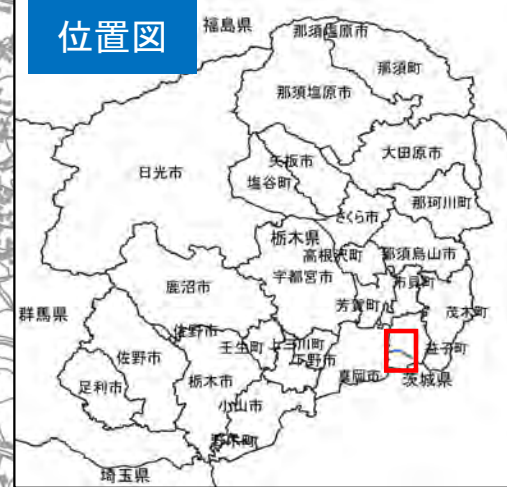 位置図
福島県
那須塩原市
那須町
那須塩原市
大田原市
矢板市
日光市
塩谷町
那珂川町
さくら市
栃木県
高根沢町
那須烏山市
宇都宮市
市貝町
鹿沼市
芳賀町
茂木町
群馬県
佐野市
壬生町
上三川町
下野市
益子町
佐野市
真岡市
茨城県
足利市
栃木市
小山市
野木町
埼玉県